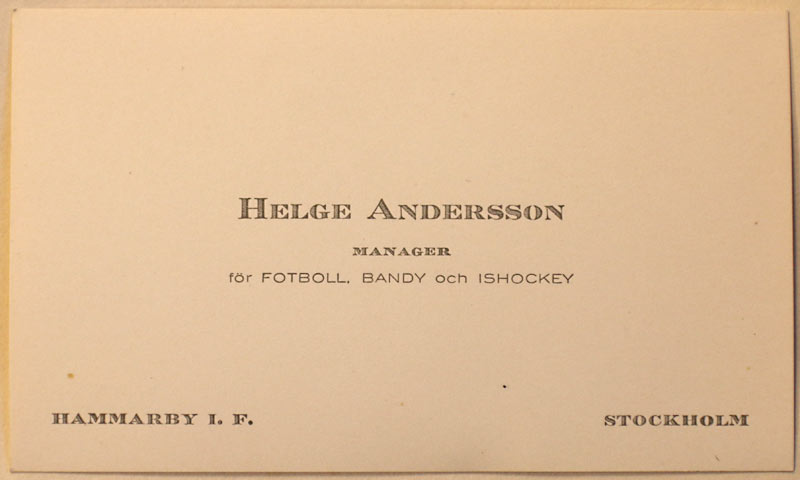 HELGE ANDERSSON
MANAGER
för FOTBOLL, BANDY och ISHOCKEY
HAMMARBY I. F.
STOCKHOLM